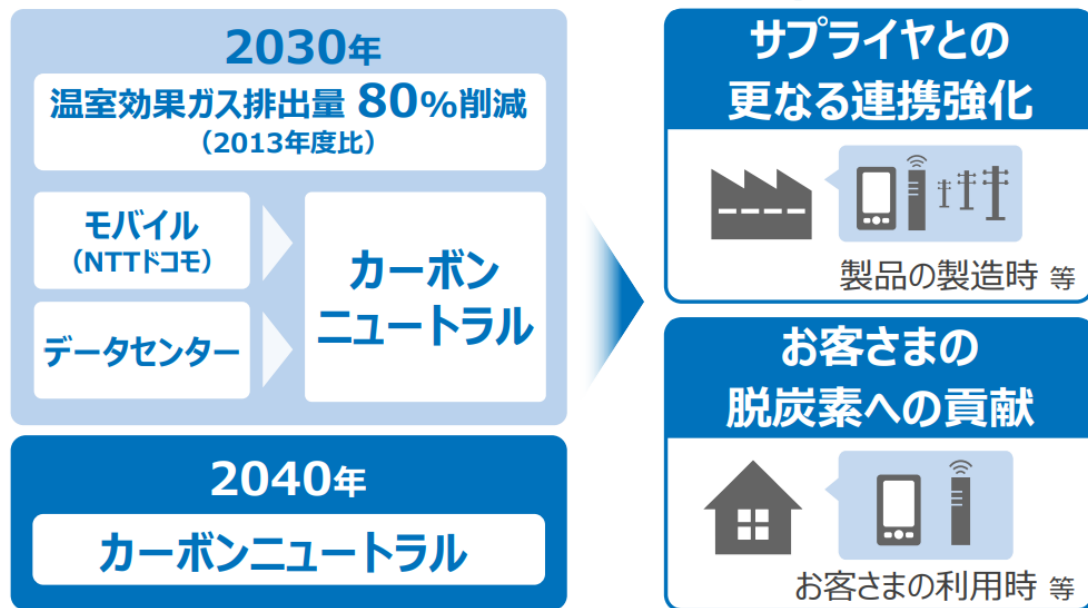 2030年
温室効果ガス排出量 80%削減
（2013年度比）
モバイル
（NTTドコモ）
データセンター
カーボン
ニュートラル
2040年
カーボンニュートラル
サプライヤとの
更なる連携強化
製品の製造時 等
お客さまの
脱炭素への貢献
お客さまの利用時 等